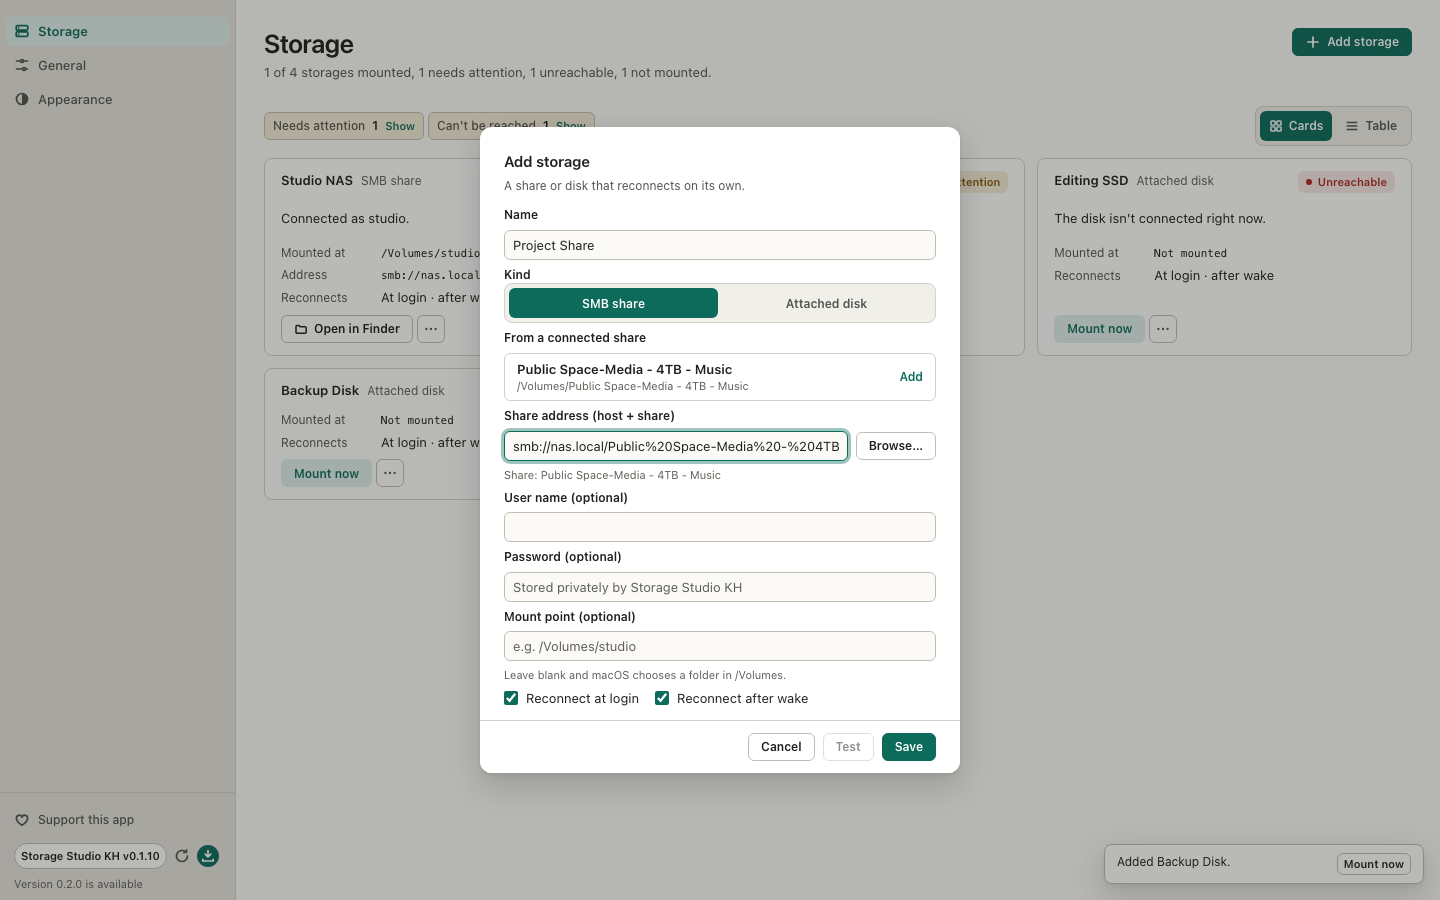 Storage
General
Appearance
Support this app
Storage Studio KH v0.1.10
Version 0.2.0 is available
Storage
1 of 4 storages mounted, 1 needs attention, 1 unreachable, 1 not mounted.
Add storage
Needs attention 1 Show
Can't be reached 1 Show
Cards
Table
Studio NAS SMB share
Connected as studio.
Mounted at /Volumes/studio
Address smb://nas.local
Reconnects At login · after w
Open in Finder
Editing SSD Attached disk
Unreachable
The disk isn't connected right now.
Mounted at Not mounted
Reconnects At login · after wake
Mount now
Backup Disk Attached disk
Mounted at Not mounted
Reconnects At login · after w
Mount now
Add storage
A share or disk that reconnects on its own.
Name
Project Share
Kind
SMB share
Attached disk
From a connected share
Public Space-Media - 4TB - Music
/Volumes/Public Space-Media - 4TB - Music
Add
Share address (host + share)
smb://nas.local/Public%20Space-Media%20-%204TB
Browse...
Share: Public Space-Media - 4TB - Music
User name (optional)
Password (optional)
Stored privately by Storage Studio KH
Mount point (optional)
e.g. /Volumes/studio
Leave blank and macOS chooses a folder in /Volumes.
Reconnect at login
Reconnect after wake
Cancel
Test
Save
Added Backup Disk.
Mount now